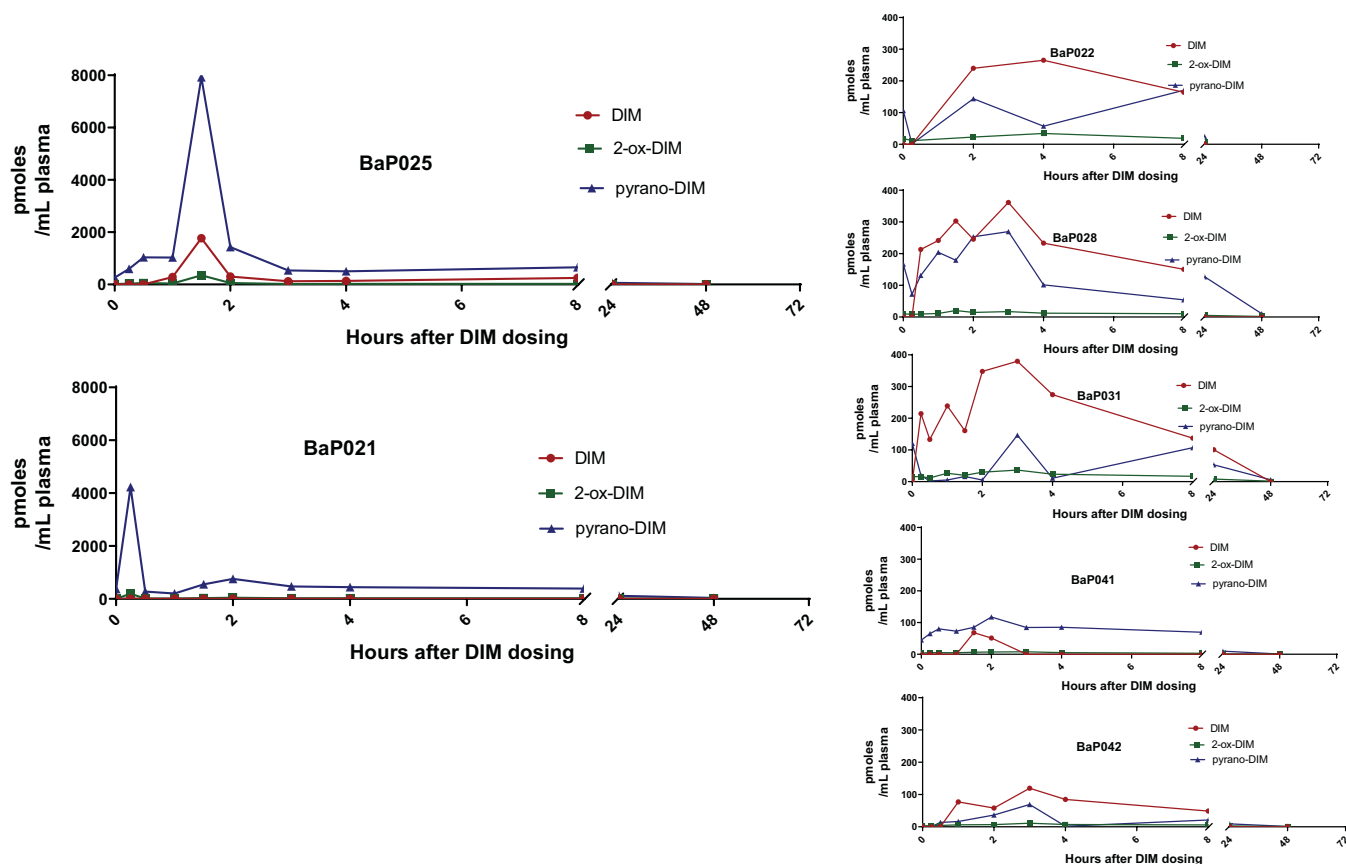 8000
6000
4000
2000
0
pmoles
/mL plasma
BaP025
DIM
2-ox-DIM
pyrano-DIM
0
2
4
6
8
24
48
72
Hours after DIM dosing
8000
6000
4000
2000
0
pmoles
/mL plasma
BaP021
DIM
2-ox-DIM
pyrano-DIM
0
2
4
6
8
24
48
72
Hours after DIM dosing
400
300
200
100
0
pmoles
/mL plasma
BaP022
DIM
2-ox-DIM
pyrano-DIM
0
2
4
8
24
48
72
Hours after DIM dosing
400
300
200
100
0
pmoles
/mL plasma
BaP028
DIM
2-ox-DIM
pyrano-DIM
0
2
4
6
8
24
48
72
Hours after DIM dosing
400
300
200
100
0
pmoles
/mL plasma
BaP031
DIM
2-ox-DIM
pyrano-DIM
0
2
4
6
8
24
48
72
Hours after DIM dosing
400
300
200
100
0
pmoles
/mL plasma
BaP041
DIM
2-ox-DIM
pyrano-DIM
0
2
4
6
8
24
48
72
Hours after DIM dosing
400
300
200
100
0
pmoles
/mL plasma
BaP042
DIM
2-ox-DIM
pyrano-DIM
0
2
4
6
8
24
48
72
Hours after DIM dosing